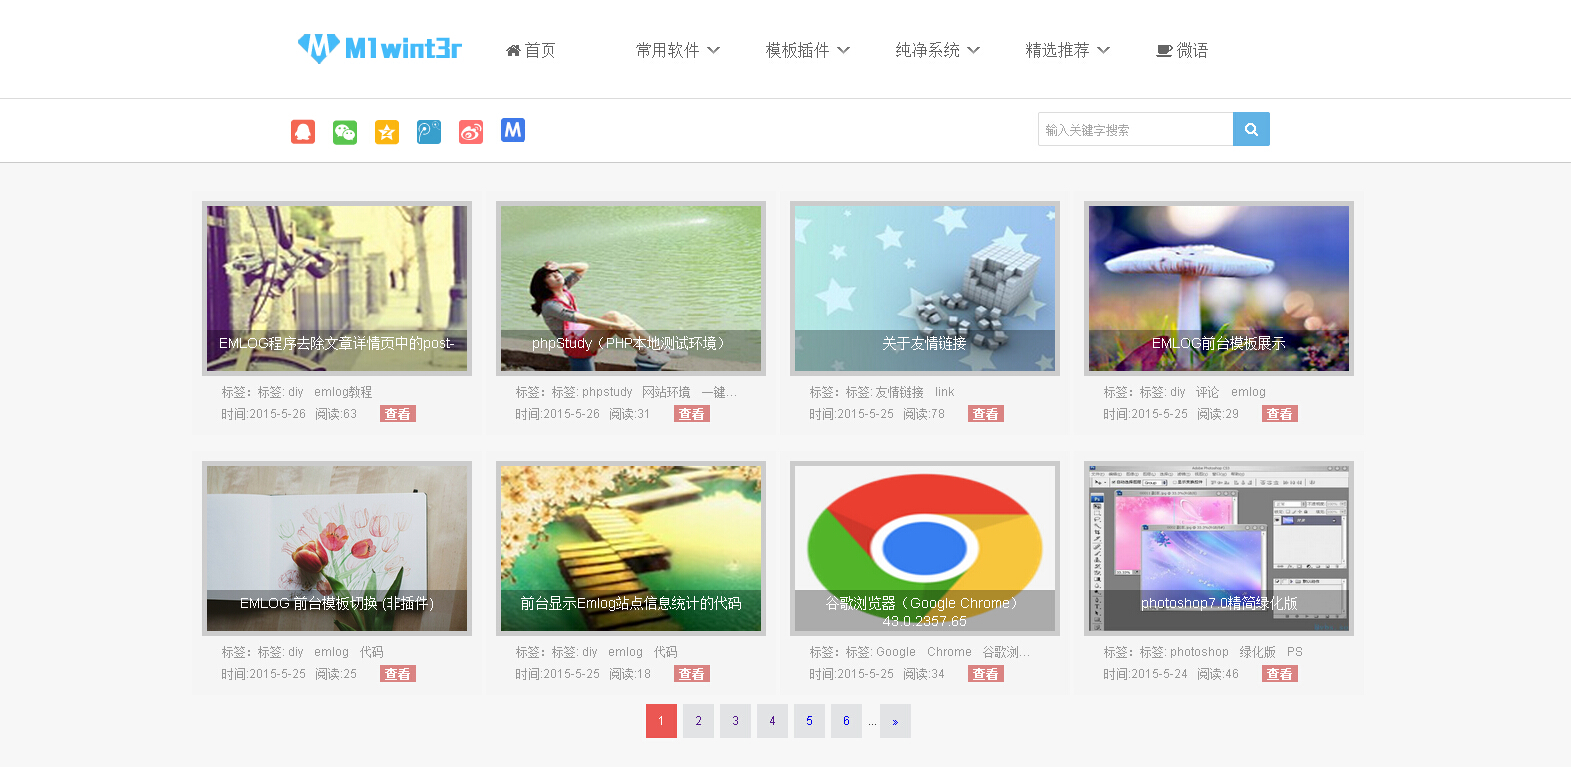 M1wint3r 首页 常用软件 模板插件 纯净系统 精选推荐 微语
输入关键字搜索
EMLOG程序去除文章详情页中的post-
phpStudy（PHP本地测试环境）
关于友情链接
EMLOG前台模板展示
标签：标签: diy emlog教程
标签：标签: phpstudy 网站环境 一键...
标签：标签: 友情链接 link
标签：标签: diy 评论 emlog
时间:2015-5-26 阅读:63 查看
时间:2015-5-26 阅读:31 查看
时间:2015-5-25 阅读:78 查看
时间:2015-5-25 阅读:29 查看
EMLOG 前台摸板切换 (非插件)
前台显示Emlog站点信息统计的代码
谷歌浏览器（Google Chrome）
43.0.2357.65
photoshop7.0精简绿化版
标签：标签: diy emlog 代码
标签：标签: diy emlog 代码
标签：标签: Google Chrome 谷歌浏...
标签：标签: photoshop 绿化版 PS
时间:2015-5-25 阅读:25 查看
时间:2015-5-25 阅读:18 查看
时间:2015-5-25 阅读:34 查看
时间:2015-5-24 阅读:46 查看
1 2 3 4 5 6 ... »